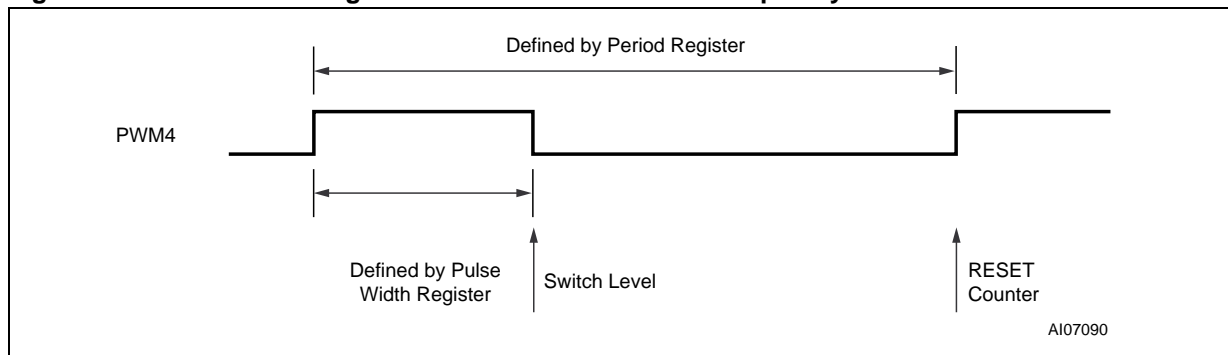 Defined by Period Register
PWM4
Defined by Pulse
Width Register
Switch Level
RESET
Counter
AI07090